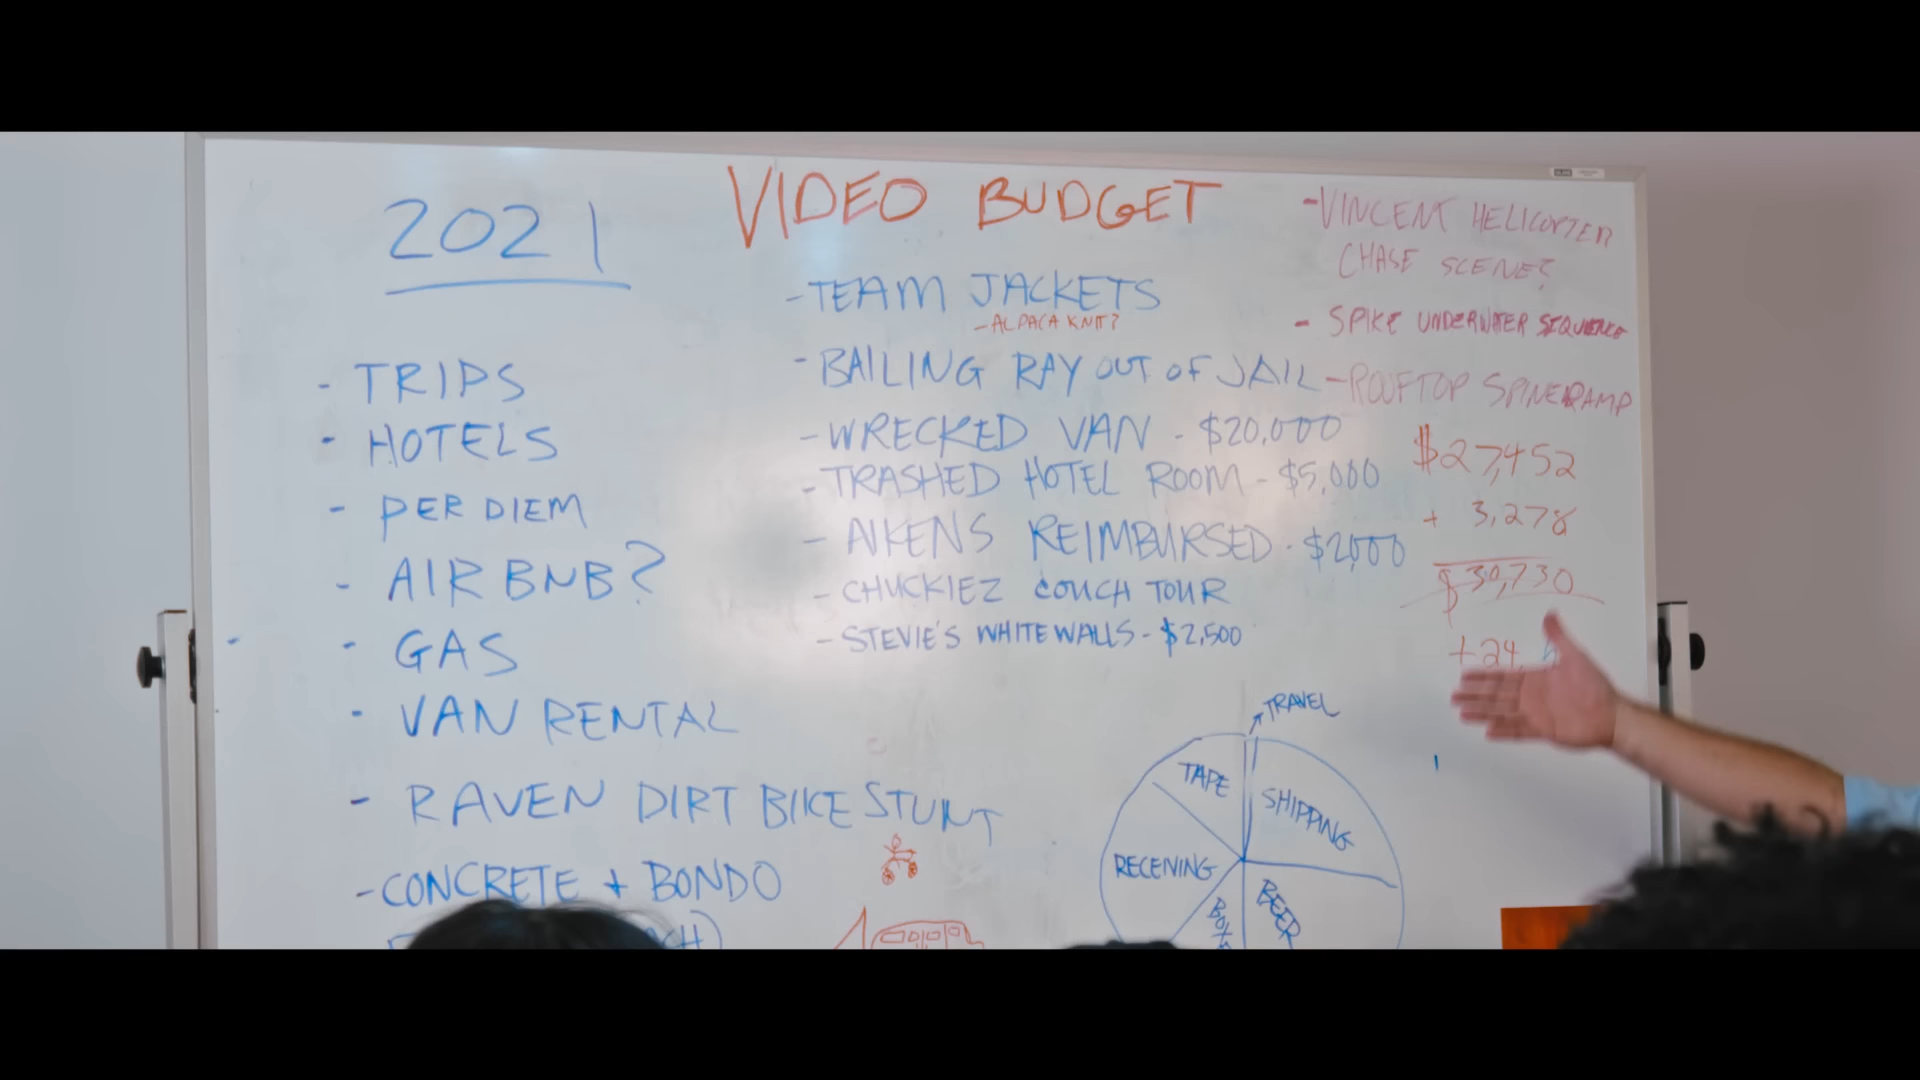 2021
- TRIPS
- HOTELS
- PER DIEM
- AIR BNB?
- GAS
- VAN RENTAL
- RAVEN DIRT BIKE STUNT
- CONCRETE + BONDO
VIDEO BUDGET
- TEAM JACKETS
- ALPACA KNIT?
- BAILING RAY OUT OF JAIL
- WRECKED VAN - $20,000
- TRASHED HOTEL ROOM - $5,000
- AIKENS REIMBURSED - $2,000
- CHUCKIEZ COUCH TOUR
- STEVIE'S WHITE WALLS - $2,500
- VINCENT HELICOPTER
CHASE SCENE?
- SPIKE UNDERWATER SEQUENCE
- ROOFTOP SPINE RAMP
$27,452
+ 3,278
$30,730
+24,
TRAVEL
TAPE
SHIPPING
RECEIVING
BEER